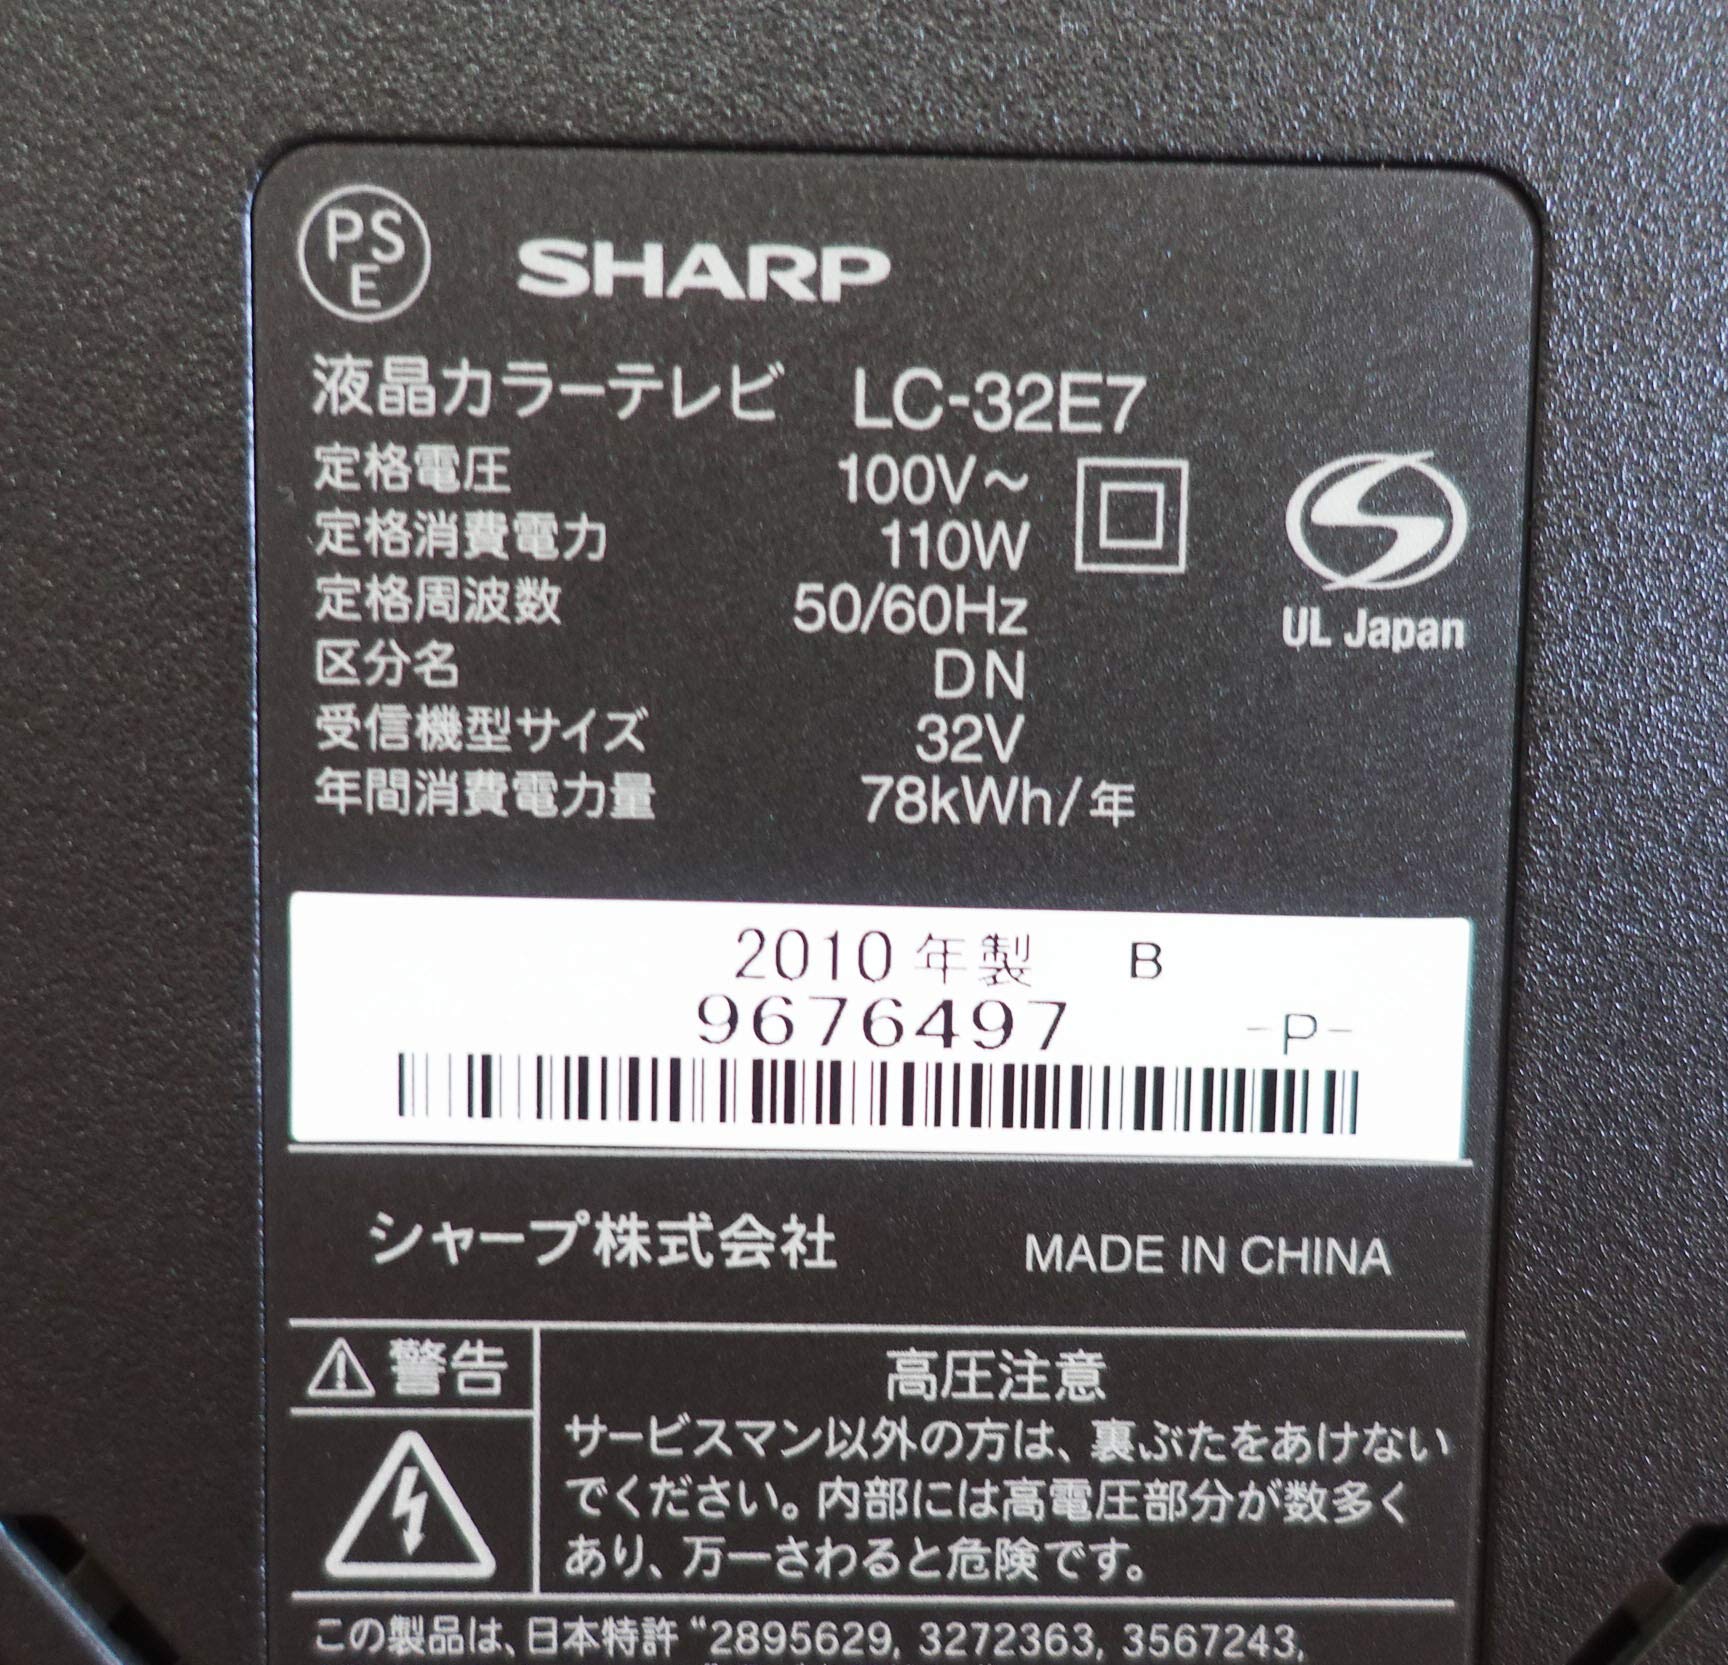 PS
E
SHARP
液晶カラーテレビ LC-32E7
定格電圧 100V～
定格消費電力 110W
定格周波数 50/60Hz
区分名 DN
受信機型サイズ 32V
年間消費電力量 78kWh/年
UL Japan
2010年製 B
9676497 -P-
シャープ株式会社 MADE IN CHINA
警告
高圧注意
サービスマン以外の方は、裏ぶたをあけない
でください。内部には高電圧部分が数多く
あり、万一さわると危険です。
この製品は、日本特許 “2895629, 3272363, 3567243,